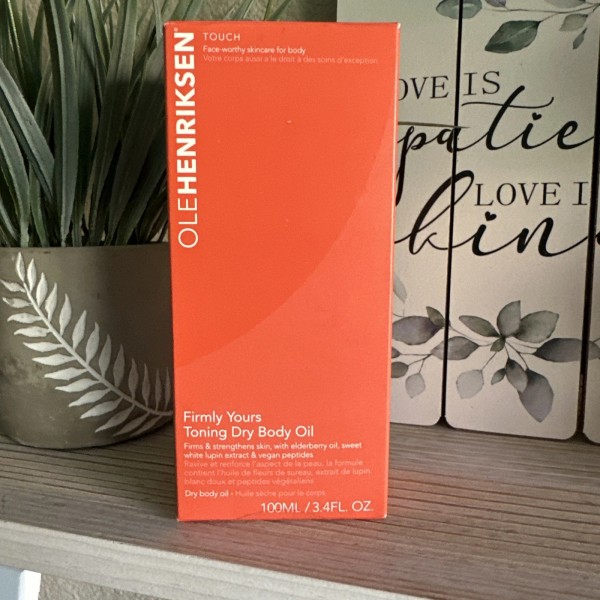 OLEHENRIKSEN®
TOUCH
Face-worthy skincare for body
Votre corps aussi a le droit à des soins d'exception.
Firmly Yours
Toning Dry Body Oil
Firms & strengthens skin, with elderberry oil, sweet
white lupin extract & vegan peptides
Ravive et renforce l'aspect de la peau, la formule
contient l'huile de fleurs de sureau, extrait de lupin
blanc doux et peptides végétaliens
Dry body oil • Huile sèche pour le corps
100ML / 3.4FL. OZ.
OVE IS
patie
LOVE I
kin